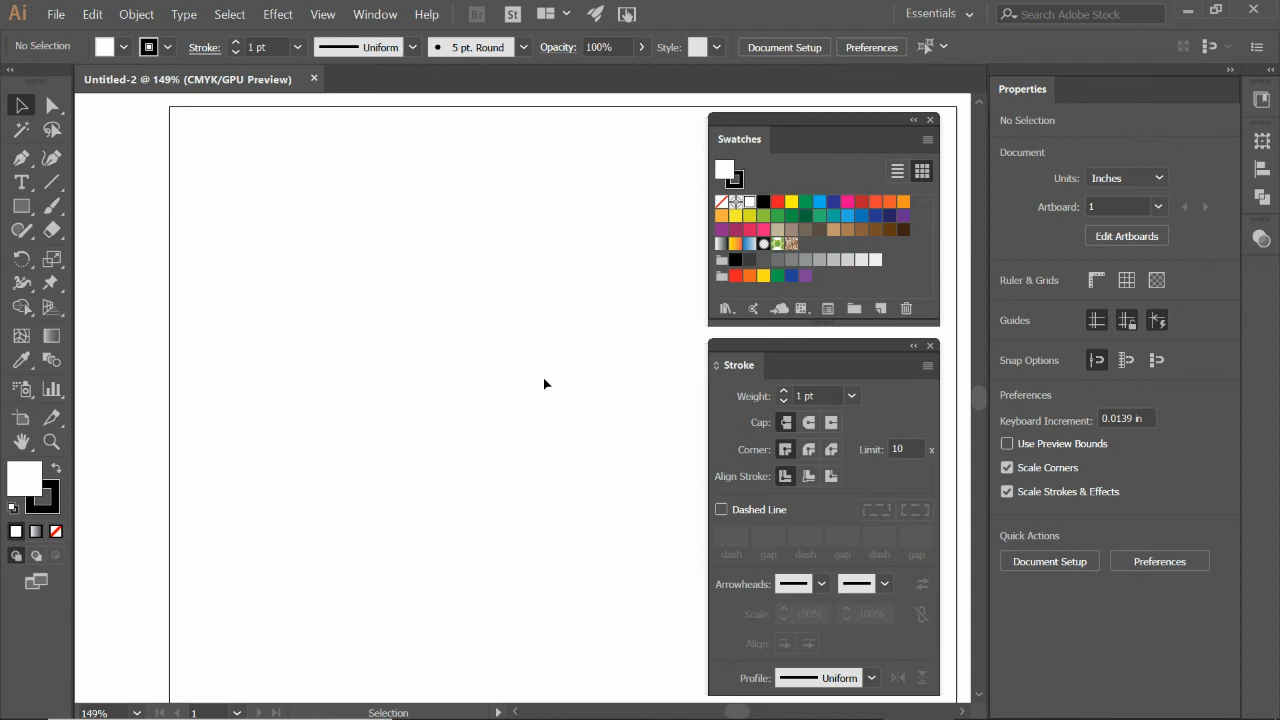 Ai File Edit Object Type Select Effect View Window Help Br St Essentials Search Adobe Stock
No Selection Stroke: 1 pt Uniform 5 pt. Round Opacity: 100% Style: Document Setup Preferences
Untitled-2 @ 149% (CMYK/GPU Preview)
Swatches
Stroke
Weight: 1 pt
Cap:
Corner: Limit: 10 x
Align Stroke:
Dashed Line
dash gap dash gap dash gap
Arrowheads:
Scale: 100% 100%
Align:
Profile: Uniform
Properties
No Selection
Document
Units: Inches
Artboard: 1
Edit Artboards
Ruler & Grids
Guides
Snap Options
Preferences
Keyboard Increment: 0.0139 in
Use Preview Bounds
Scale Corners
Scale Strokes & Effects
Quick Actions
Document Setup Preferences
149% 1 Selection